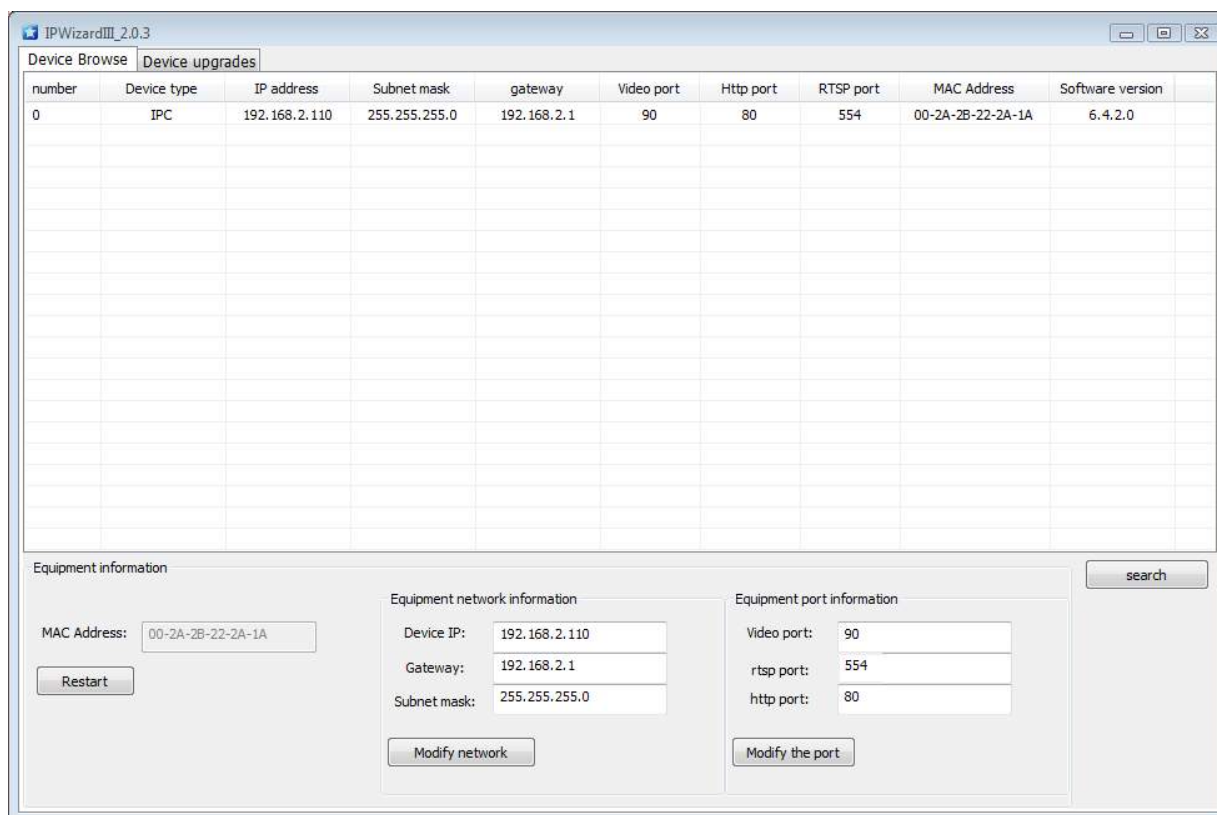 IPWizardIII_2.0.3
Device Browse Device upgrades
number Device type IP address Subnet mask gateway Video port Http port RTSP port MAC Address Software version
0 IPC 192.168.2.110 255.255.255.0 192.168.2.1 90 80 554 00-2A-2B-22-2A-1A 6.4.2.0
Equipment information
search
Equipment network information
Equipment port information
MAC Address: 00-2A-2B-22-2A-1A
Device IP: 192.168.2.110
Video port: 90
Gateway: 192.168.2.1
rtsp port: 554
Restart
Subnet mask: 255.255.255.0
http port: 80
Modify network
Modify the port